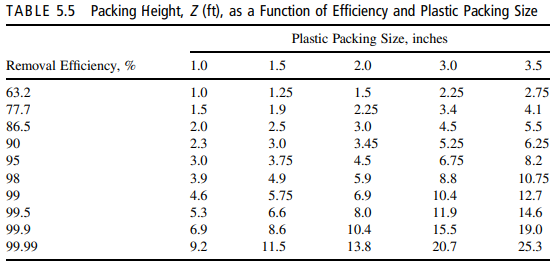 TABLE 5.5 Packing Height, Z (ft), as a Function of Efficiency and Plastic Packing Size
Plastic Packing Size, inches
Removal Efficiency, % 1.0 1.5 2.0 3.0 3.5
63.2 1.0 1.25 1.5 2.25 2.75
77.7 1.5 1.9 2.25 3.4 4.1
86.5 2.0 2.5 3.0 4.5 5.5
90 2.3 3.0 3.45 5.25 6.25
95 3.0 3.75 4.5 6.75 8.2
98 3.9 4.9 5.9 8.8 10.75
99 4.6 5.75 6.9 10.4 12.7
99.5 5.3 6.6 8.0 11.9 14.6
99.9 6.9 8.6 10.4 15.5 19.0
99.99 9.2 11.5 13.8 20.7 25.3